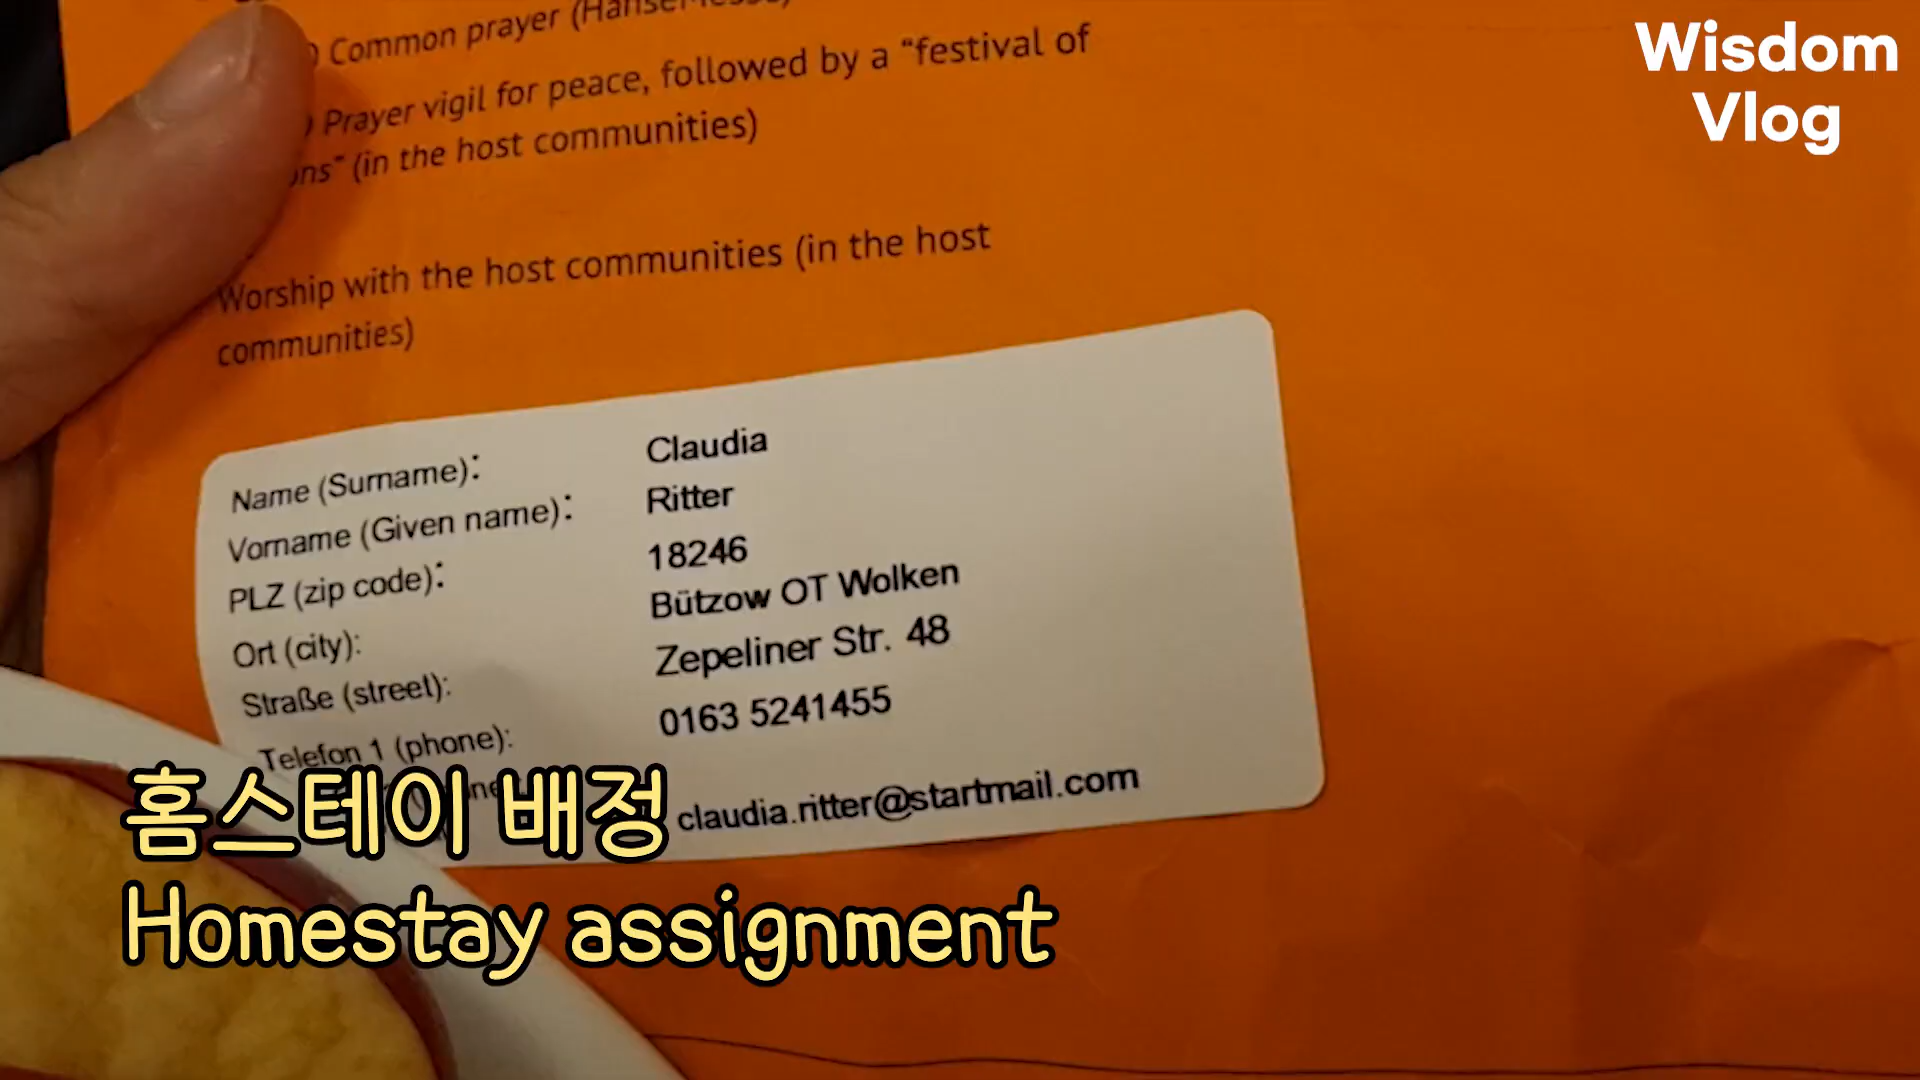 Common prayer
Prayer vigil for peace, followed by a "festival of
(in the host communities)
Worship with the host communities (in the host
communities)
Name (Surname): Claudia
Vorname (Given name): Ritter
PLZ (zip code): 18246
Ort (city): Bützow OT Wolken
Straße (street): Zepeliner Str. 48
Telefon 1 (phone): 0163 5241455
claudia.ritter@startmail.com
홈스테이 배정
Homestay assignment
Wisdom
Vlog